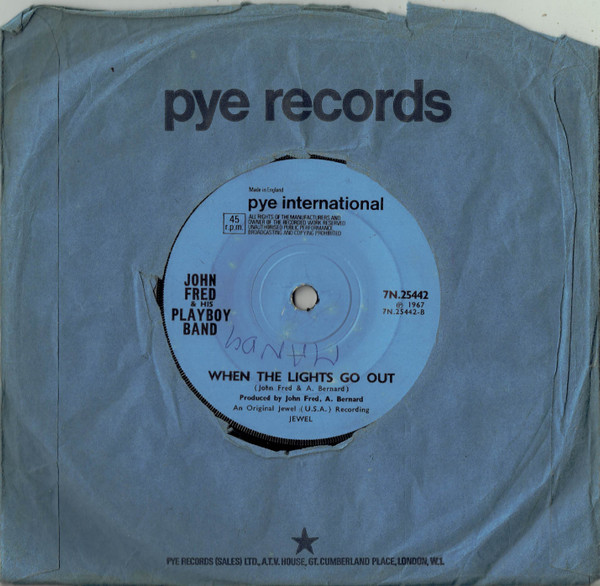 pye records
Made in England
pye international
45
r.p.m.
ALL RIGHTS OF THE MANUFACTURERS AND
OWNER OF THE RECORDED WORK RESERVED
UNAUTHORISED PUBLIC PERFORMANCE
BROADCASTING AND COPYING PROHIBITED
JOHN
FRED
& HIS
PLAYBOY
BAND
7N.25442
℗ 1967
7N.25442-B
MANDY
WHEN THE LIGHTS GO OUT
(John Fred & A. Bernard)
Produced by John Fred, A. Bernard
An Original Jewel (U.S.A.) Recording
JEWEL
PYE RECORDS (SALES) LTD., A.T.V. HOUSE, GT. CUMBERLAND PLACE, LONDON, W.1.